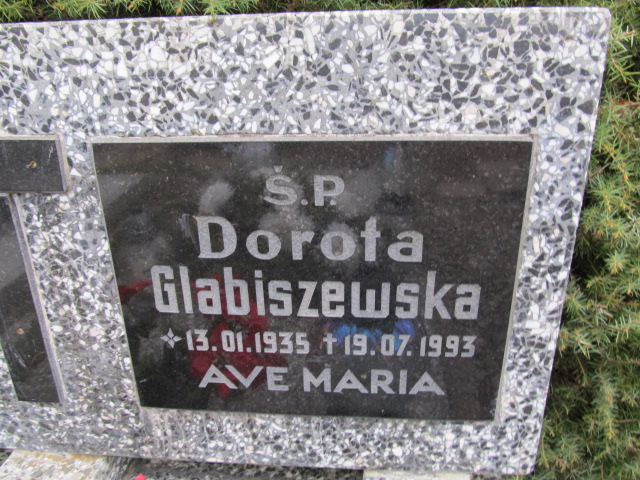 Ś.P.
Dorota
Glabiszewska
✧ 13.01.1935 ✝ 19.07.1993
AVE MARIA